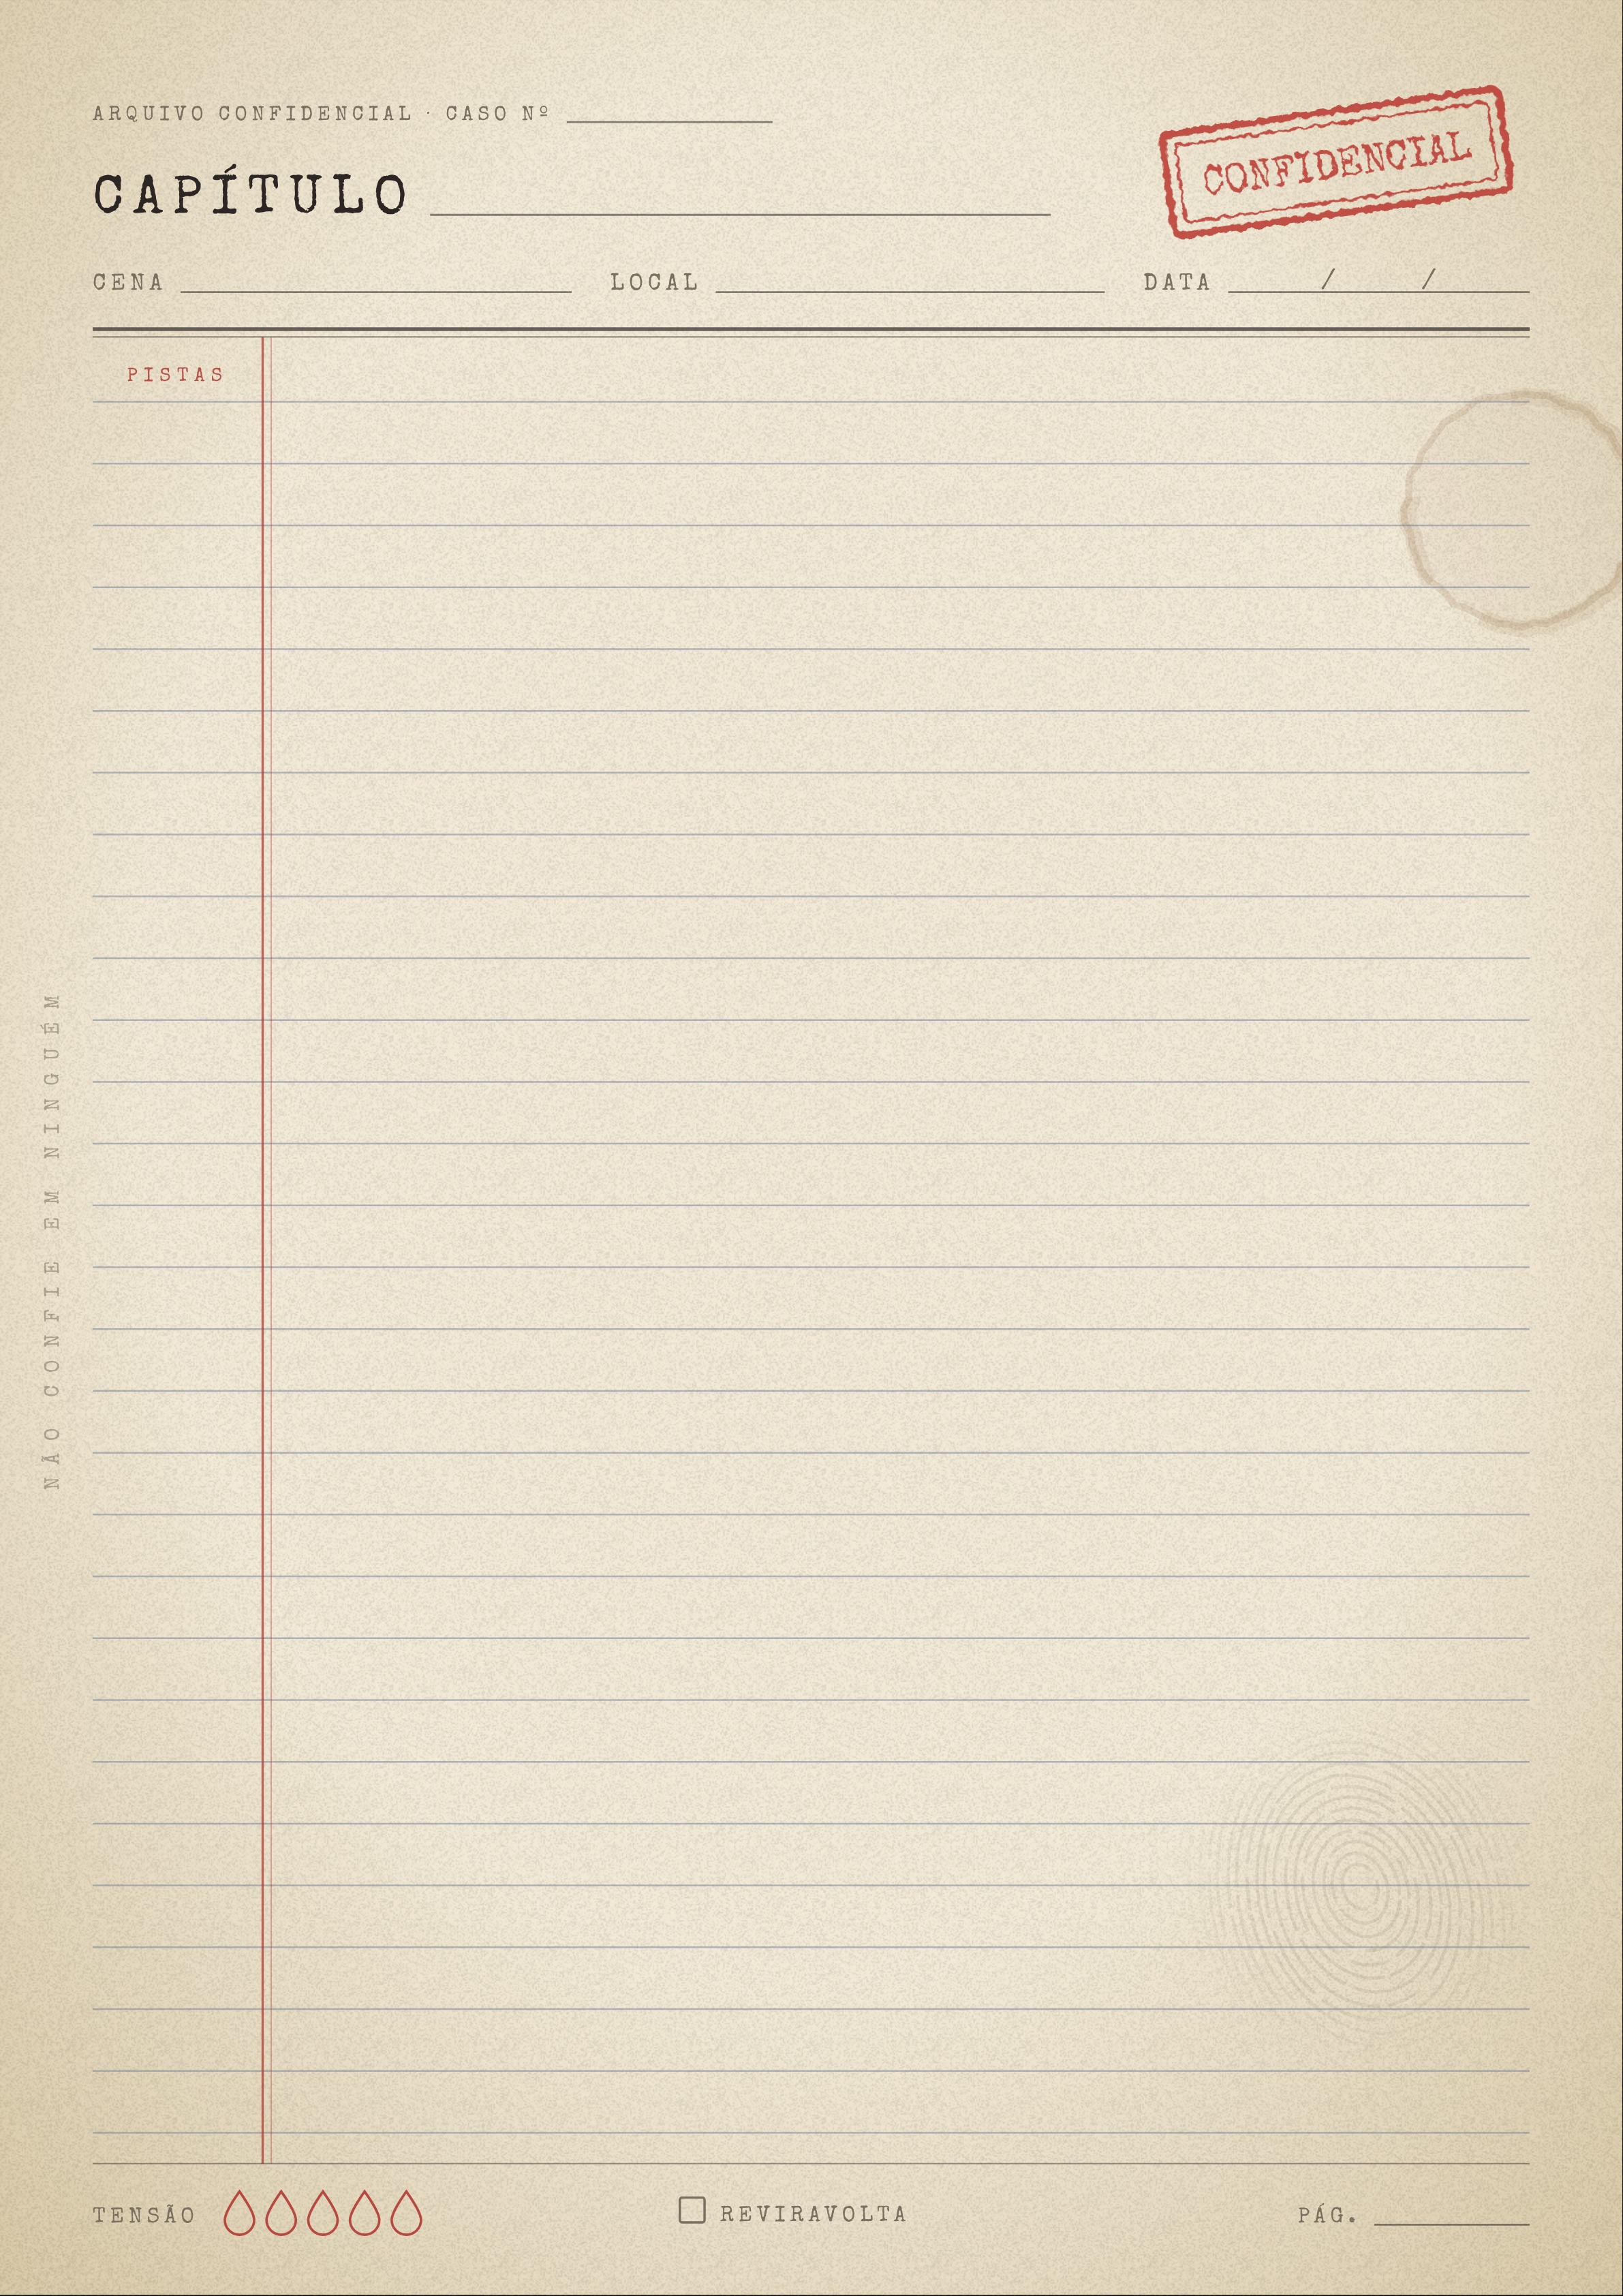 ARQUIVO CONFIDENCIAL · CASO Nº
CONFIDENCIAL
CAPÍTULO
CENA LOCAL DATA / /
PISTAS
NÃO CONFIE EM NINGUÉM
TENSÃO REVIRAVOLTA PÁG.